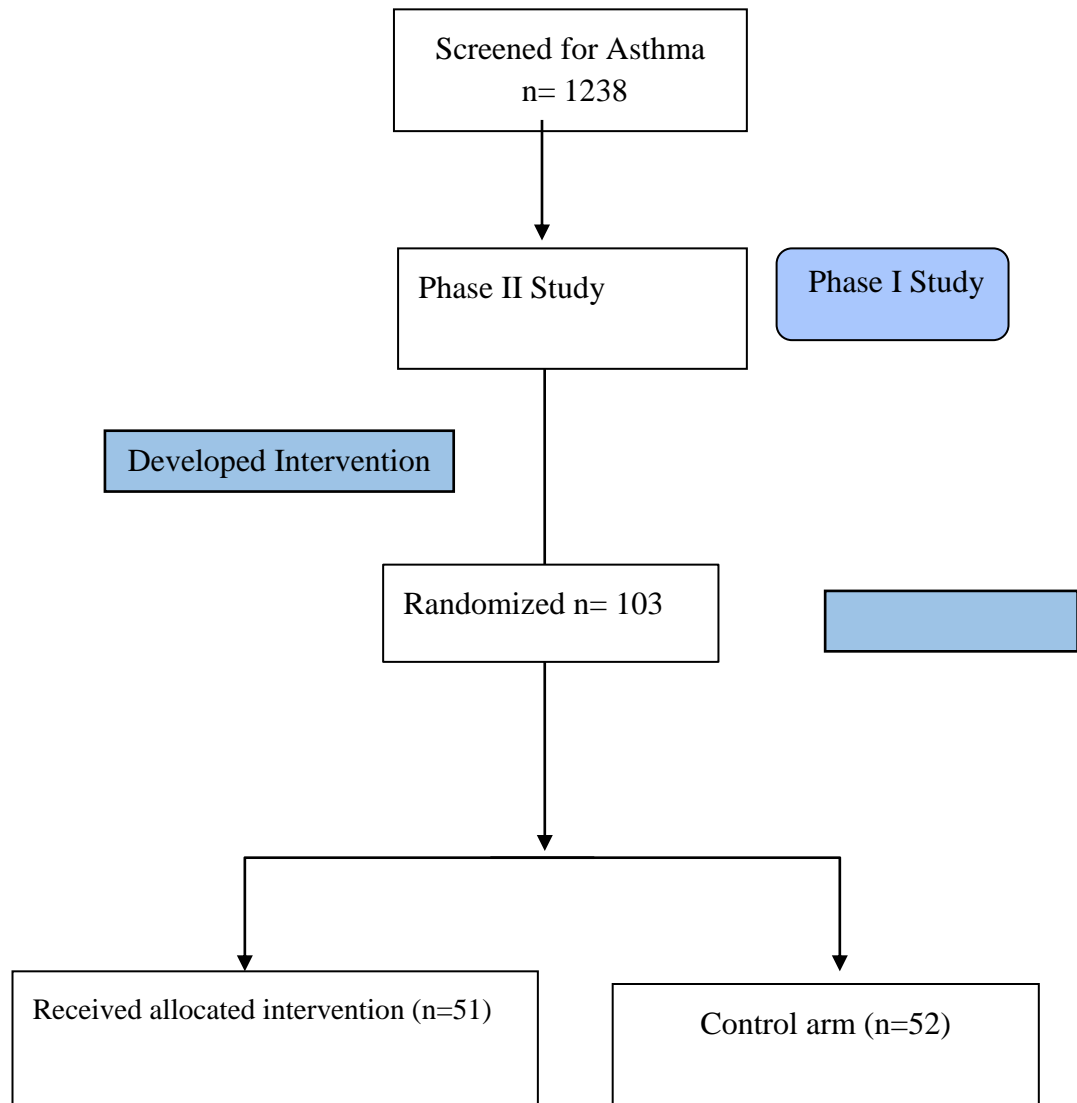 Screened for Asthma
n= 1238
Phase II Study
Phase I Study
Developed Intervention
Randomized n= 103
Received allocated intervention (n=51)
Control arm (n=52)